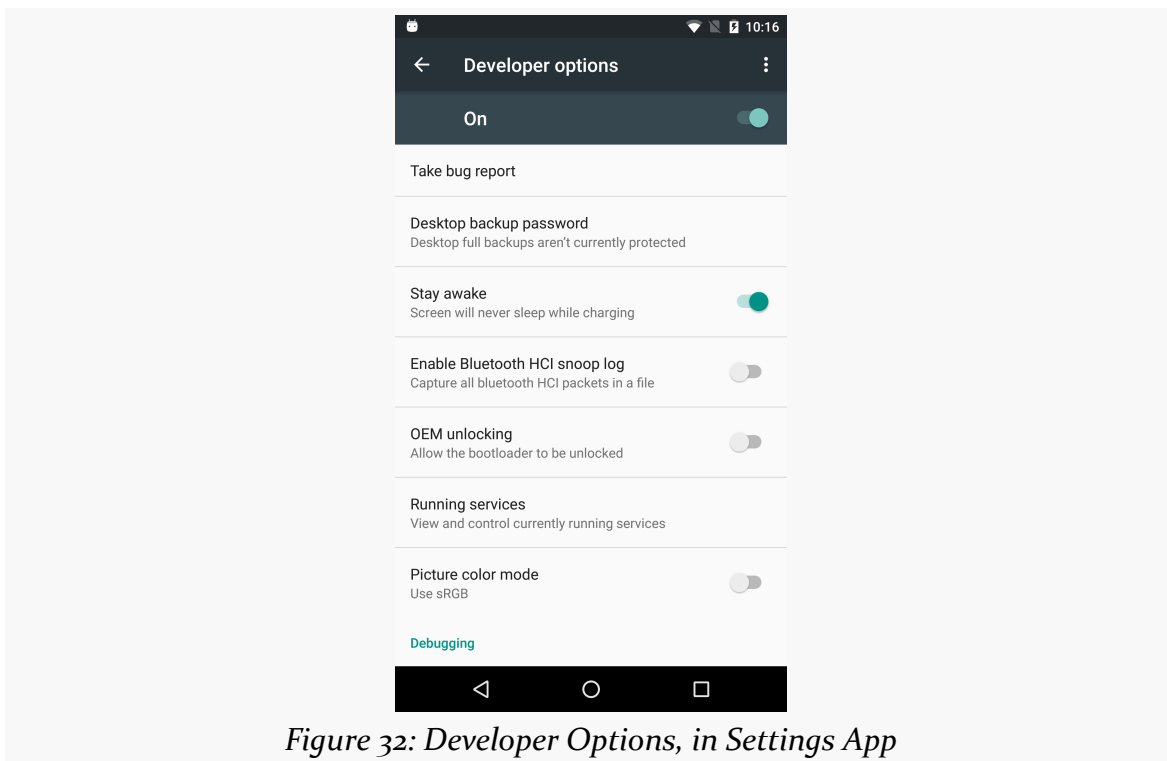 10:16
Developer options
On
Take bug report
Desktop backup password
Desktop full backups aren't currently protected
Stay awake
Screen will never sleep while charging
Enable Bluetooth HCI snoop log
Capture all bluetooth HCI packets in a file
OEM unlocking
Allow the bootloader to be unlocked
Running services
View and control currently running services
Picture color mode
Use sRGB
Debugging
Figure 32: Developer Options, in Settings App